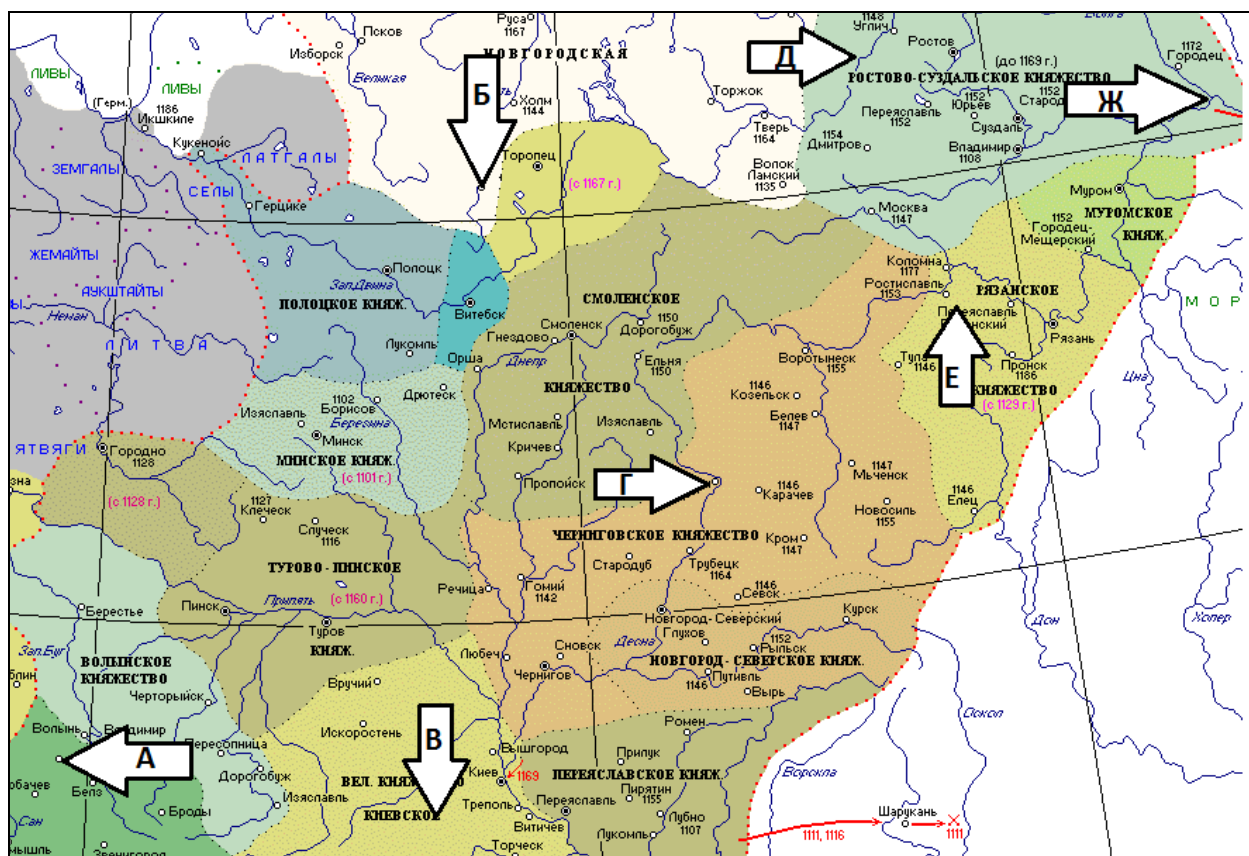 Псков
Изборск
Руса
1167
НОВГОРОДСКАЯ
Великая
1148
Углич
Ростов
Волга
1172
Городец
Д
(до 1169 г.)
РОСТОВО-СУЗДАЛЬСКОЕ КНЯЖЕСТВО
Ж
ЛИВЫ
ЛИВЫ
(Герм.)
1186
Икшкиле
Б
Холм
1144
Торжок
Тверь
1164
Переяславль
1152
1152
Юрьев
1152
Старод
Суздаль
Кукенойс
ЛАТГАЛЫ
ЗЕМГАЛЫ
СЕЛЫ
Герцике
Торопец
(с 1167 г.)
Волок
Ламский
1135
1154
Дмитров
Владимир
1108
Москва
1147
Муром
МУРОМСКОЕ
КНЯЖ.
1152
Городец-
Мещерский
ЖЕМАЙТЫ
АУКШТАЙТЫ
Неман
ЛИТВА
Полоцк
Зап.Двина
ПОЛОЦКОЕ КНЯЖ.
Витебск
Лукомль
Орша
СМОЛЕНСКОЕ
Смоленск
Гнездово
1150
Дорогобуж
Днепр
Ельня
1150
КНЯЖЕСТВО
Коломна
1177
Ростиславль
1153
РЯЗАНСКОЕ
Переяславль
Рязань
Пронск
1186
Е
КНЯЖЕСТВО
(с 1129 г.)
Тула
1146
МОР
Цна
Воротынеск
1155
1146
Козельск
Белев
1147
Дрютеск
1102
Борисов
Березина
Изяславль
Минск
МИНСКОЕ КНЯЖ.
(с 1101 г.)
Мстиславль
Кричев
Изяславль
ЯТВЯГИ
Городно
1128
(с 1128 г.)
1127
Клеческ
Случеск
1116
Пропойск
Г
1146
Карачев
1147
Мьченск
Новосиль
1155
1146
Елец
ТУРОВО-ПИНСКОЕ
(с 1160 г.)
КНЯЖ.
ЧЕРНИГОВСКОЕ КНЯЖЕСТВО
Кром
1147
Стародуб
Трубецк
1164
1146
Севск
Речица
Гомий
1142
Берестье
Пинск
Припять
Туров
Новгород-Северский
Глухов
Курск
1152
Рыльск
Десна
НОВГОРОД-СЕВЕРСКОЕ КНЯЖ.
Дон
Хопер
Зап.Буг
ВОЛЫНСКОЕ
КНЯЖЕСТВО
Черторыйск
Вручий
Любеч
Сновск
Чернигов
Путивль
1146
Вырь
Оскол
Волынь
Владимир
А
Пересопница
Дорогобуж
Искоростень
В
Вышгород
Киев
1169
Ромен
Прилук
Ворскла
Белз
Броды
Изяславль
ВЕЛ.
КИЕВСКОЕ
ПЕРЕЯСЛАВСКОЕ КНЯЖ.
Пирятин
1155
Переяславль
Треполь
Витичев
Торческ
Лукомль
Лубно
1107
Шарукань
1111, 1116
1111
Сан
Звенигород